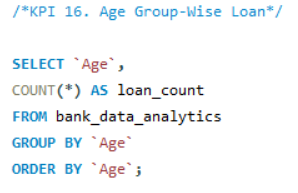 /*KPI 16. Age Group-Wise Loan*/
SELECT `Age`,
COUNT(*) AS loan_count
FROM bank_data_analytics
GROUP BY `Age`
ORDER BY `Age`;